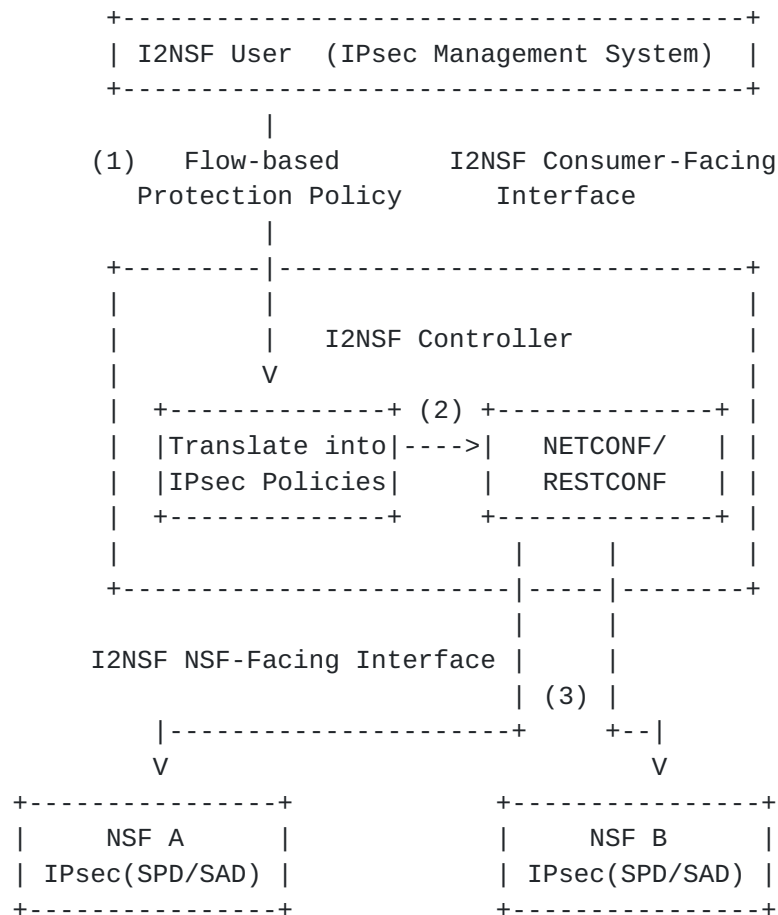 +----------------------------------------+
| I2NSF User  (IPsec Management System)  |
+----------------------------------------+
          |
(1)   Flow-based       I2NSF Consumer-Facing
   Protection Policy      Interface
          |
+---------|------------------------------+
|         |                              |
|         |   I2NSF Controller           |
|         V                              |
|  +--------------+ (2) +--------------+ |
|  |Translate into|---->|   NETCONF/   | |
|  |IPsec Policies|     |   RESTCONF   | |
|  +--------------+     +--------------+ |
|                          |     |       |
+--------------------------|-----|-------+
                           |     |
I2NSF NSF-Facing Interface |     |
                           | (3) |
|----------------------+      +--|
V                                V
+----------------+             +----------------+
|     NSF A      |             |     NSF B      |
| IPsec(SPD/SAD) |             | IPsec(SPD/SAD) |
+----------------+             +----------------+